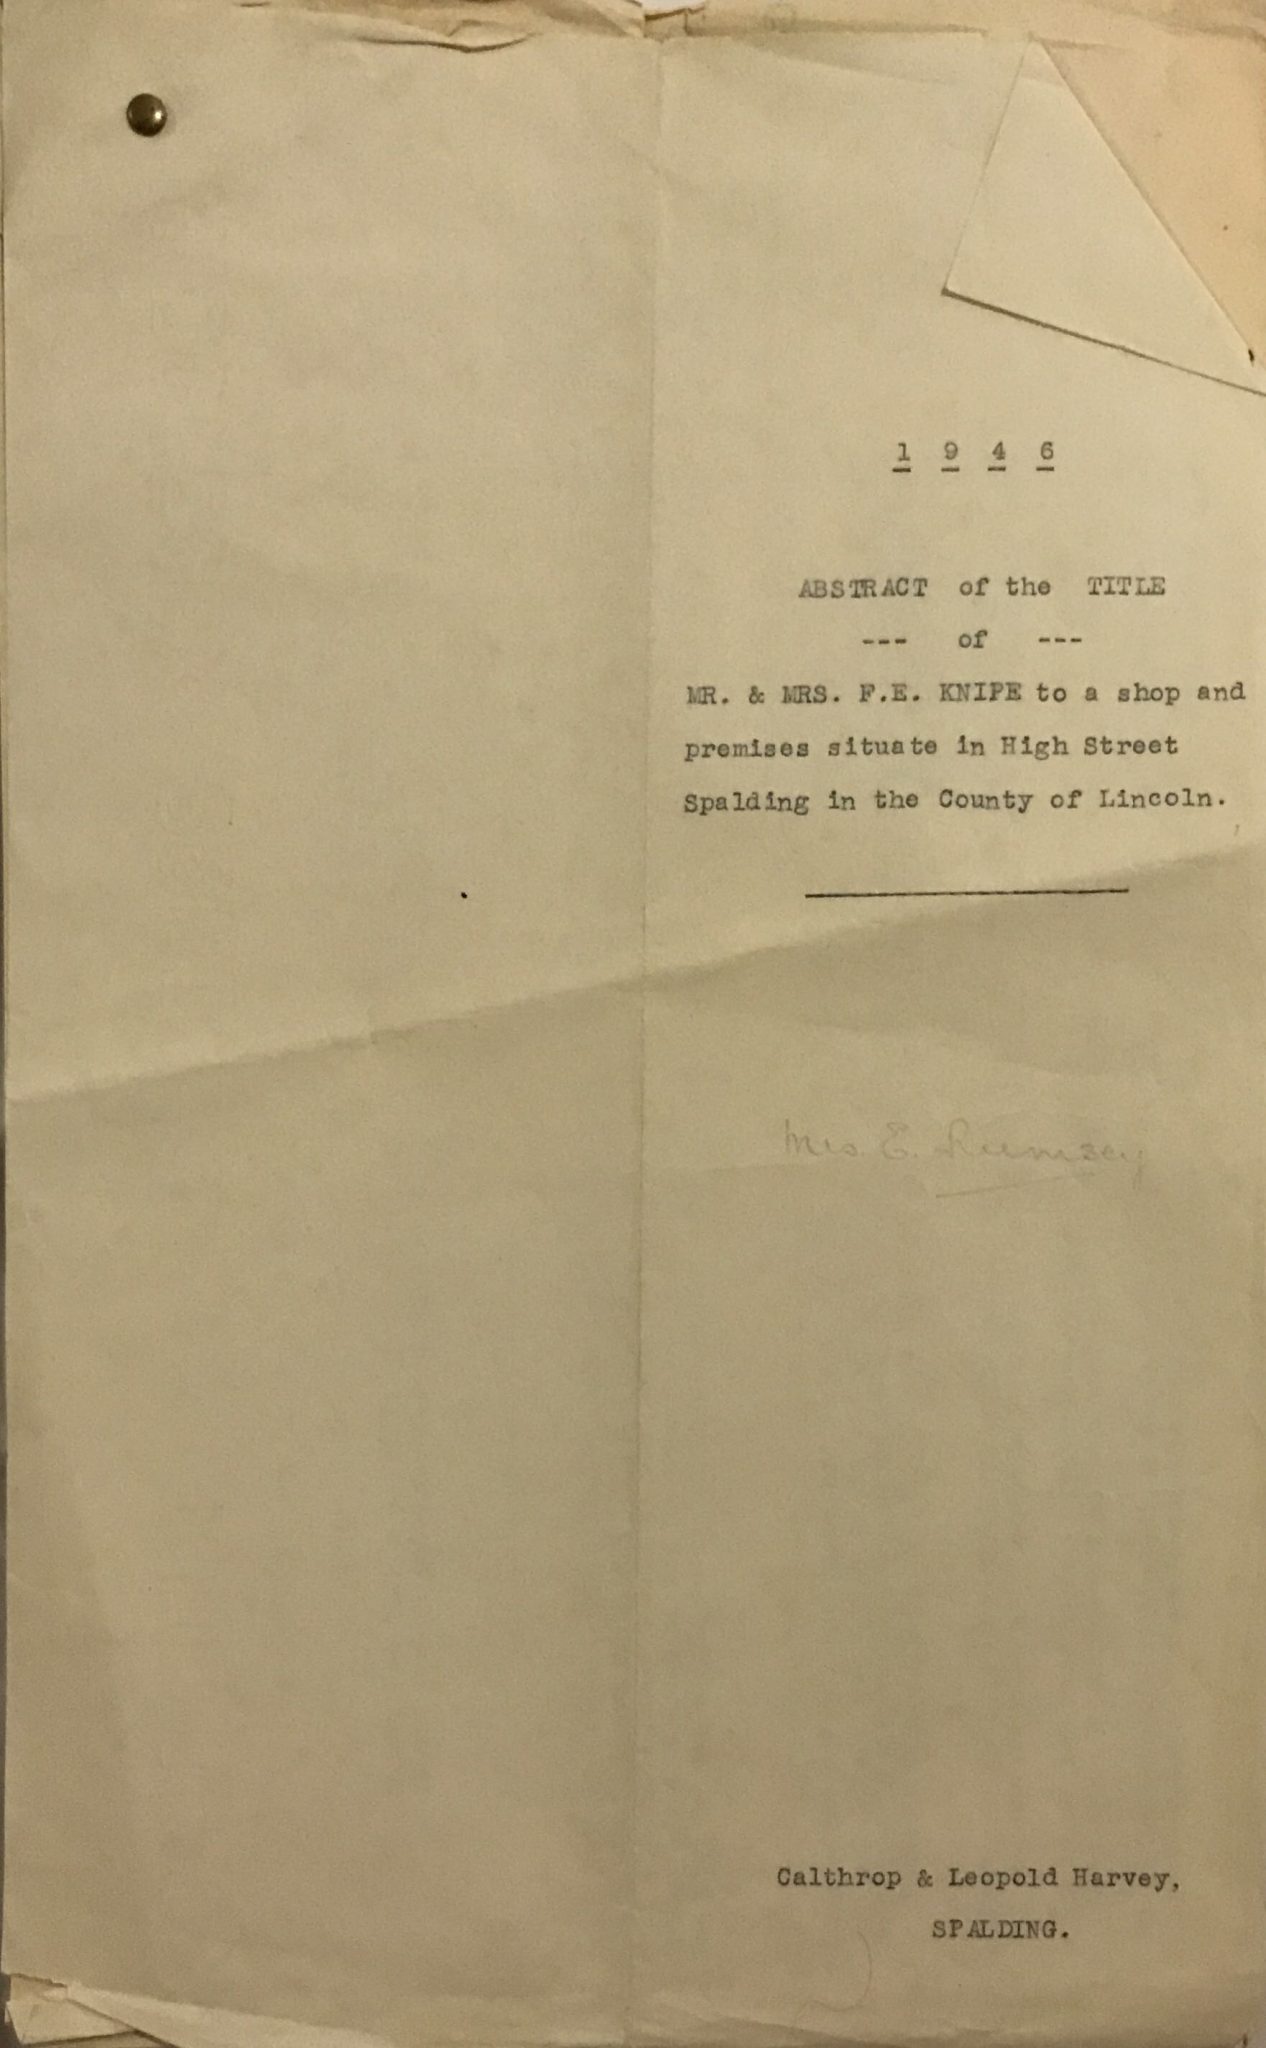 1 9 4 6
ABSTRACT of the TITLE
--- of ---
MR. & MRS. F.E. KNIPE to a shop and
premises situate in High Street
Spalding in the County of Lincoln.
Mrs. E. Rumsey
Calthrop & Leopold Harvey,
SPALDING.